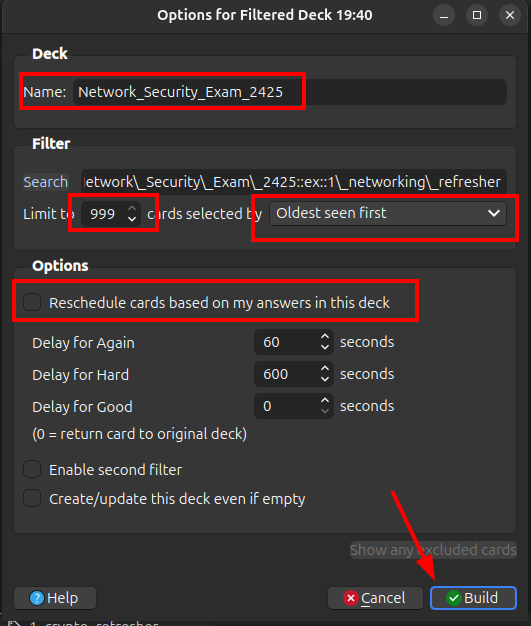 Options for Filtered Deck 19:40
Deck
Name: Network_Security_Exam_2425
Filter
Search etwork\_Security\_Exam\_2425::ex::1\_networking\_refresher
Limit to 999 cards selected by Oldest seen first
Options
Reschedule cards based on my answers in this deck
Delay for Again 60 seconds
Delay for Hard 600 seconds
Delay for Good 0 seconds
(0 = return card to original deck)
Enable second filter
Create/update this deck even if empty
Show any excluded cards
Help Cancel Build
1_crypto_refresher